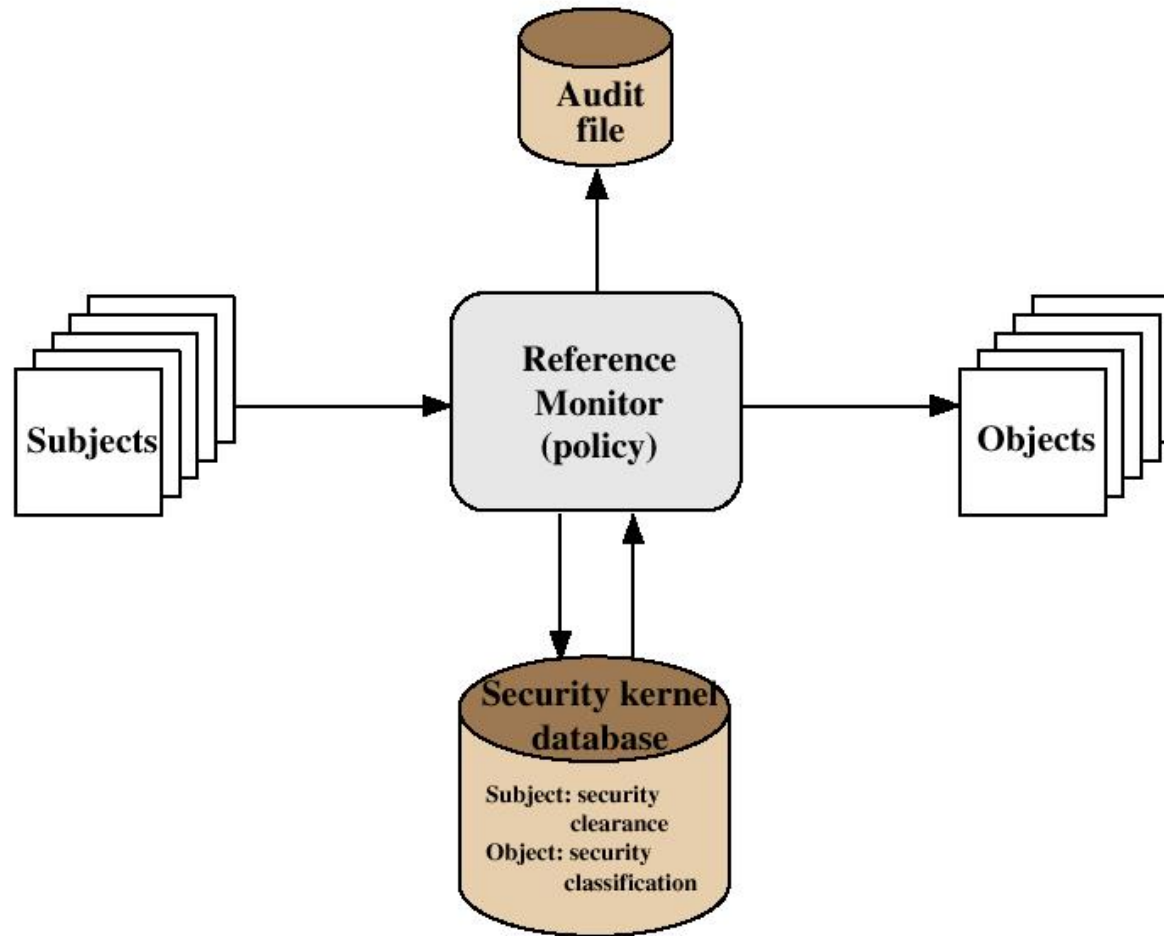 Audit
file
Reference
Monitor
(policy)
Subjects
Objects
Security kernel
database
Subject: security
clearance
Object: security
classification